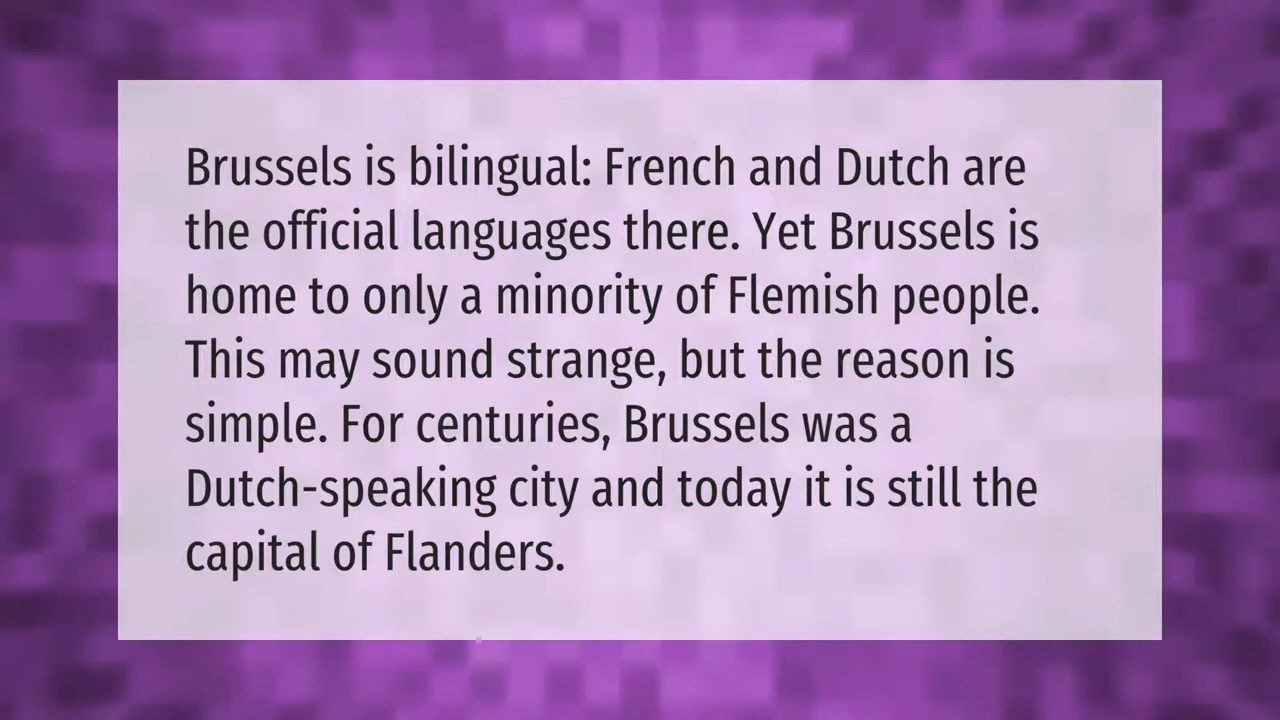 Brussels is bilingual: French and Dutch are
the official languages there. Yet Brussels is
home to only a minority of Flemish people.
This may sound strange, but the reason is
simple. For centuries, Brussels was a
Dutch-speaking city and today it is still the
capital of Flanders.